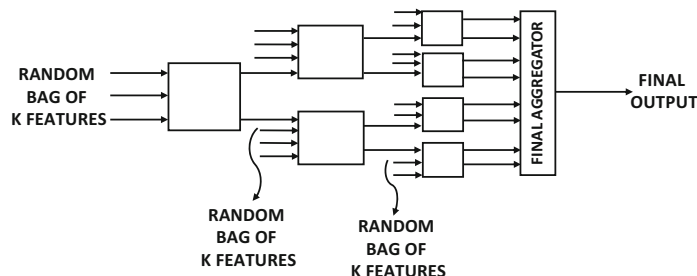 RANDOM
BAG OF
K FEATURES
FINAL AGGREGATOR
FINAL
OUTPUT
RANDOM
BAG OF
K FEATURES
RANDOM
BAG OF
K FEATURES